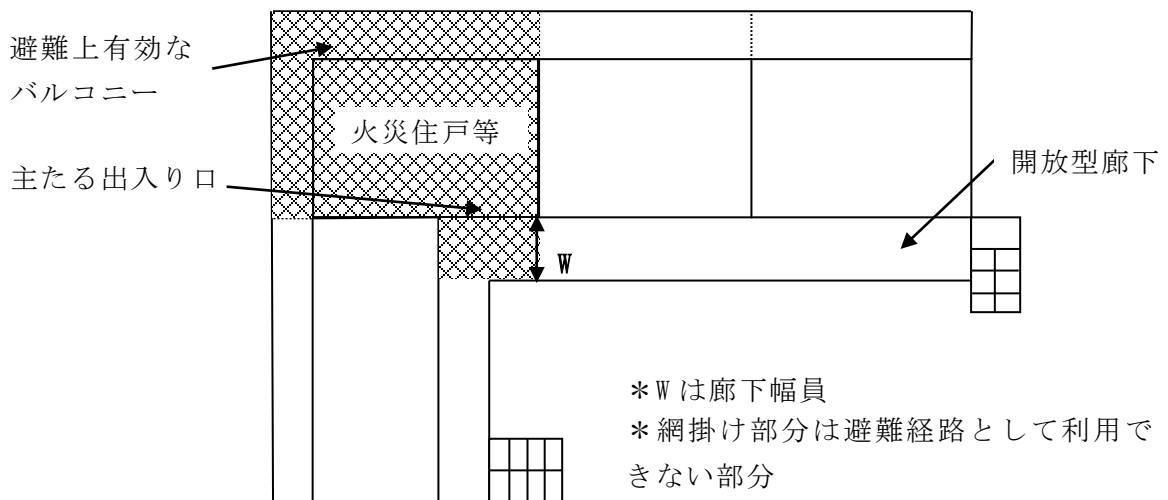 避難上有効な
バルコニー
火災住戸等
主たる出入り口
開放型廊下
W
＊Wは廊下幅員
＊網掛け部分は避難経路として利用で
きない部分